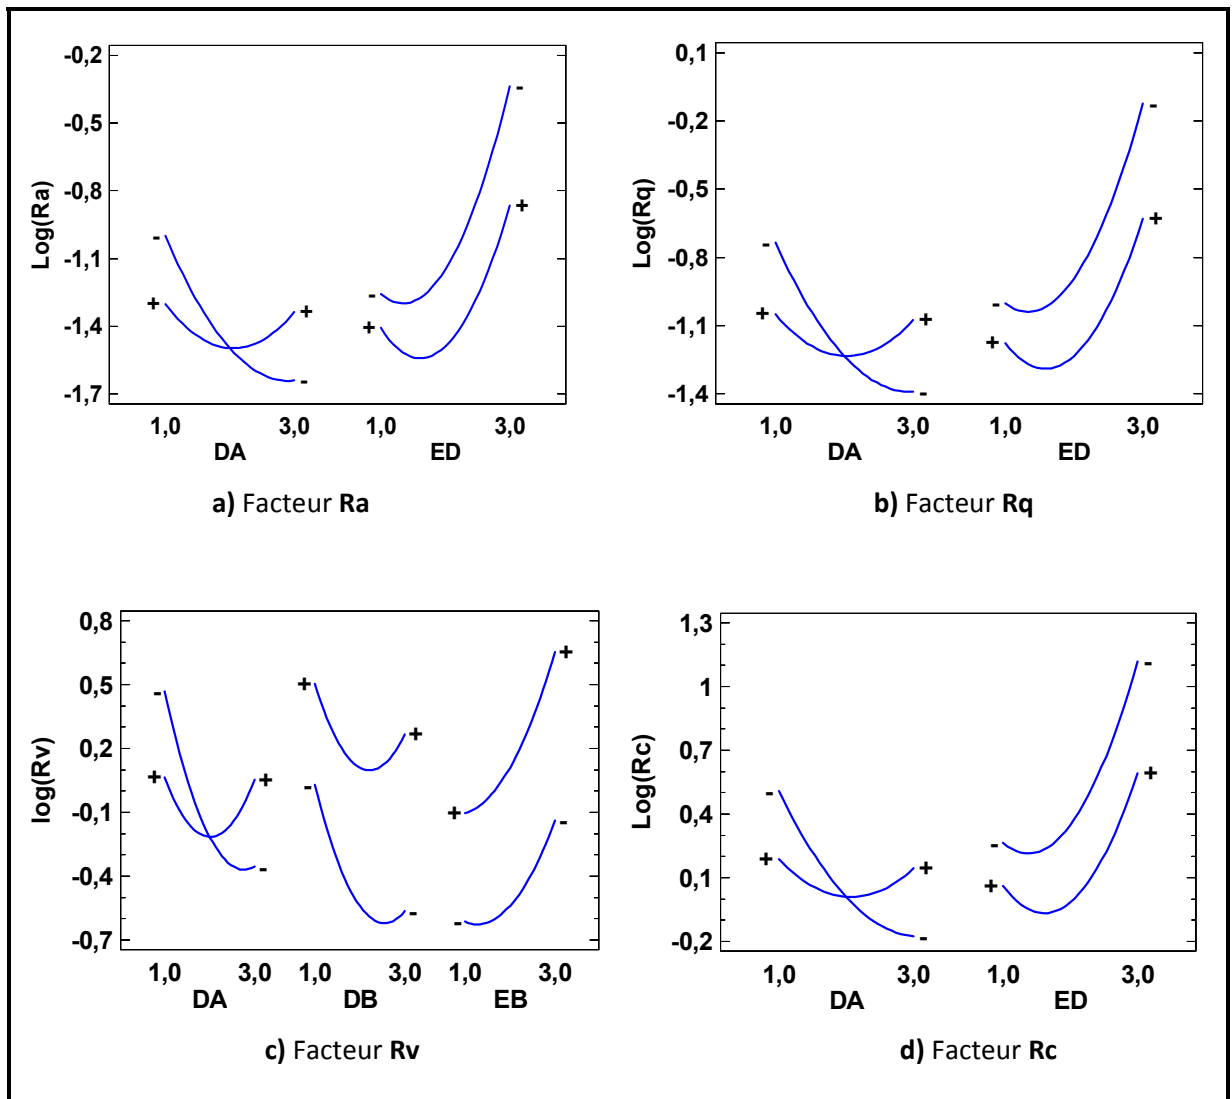 -0,2
-0,5
-0,8
-1,1
-1,4
-1,7
Log(Ra)
- + + - - + - +
1,0 3,0 1,0 3,0
DA ED
a) Facteur Ra
0,1
-0,2
-0,5
-0,8
-1,1
-1,4
Log(Rq)
- + + - - + - +
1,0 3,0 1,0 3,0
DA ED
b) Facteur Rq
0,8
0,5
0,2
-0,1
-0,4
-0,7
log(Rv)
- + + - + - + - + - + -
1,0 3,0 1,0 3,0 1,0 3,0
DA DB EB
c) Facteur Rv
1,3
1
0,7
0,4
0,1
-0,2
Log(Rc)
- + + - - + - +
1,0 3,0 1,0 3,0
DA ED
d) Facteur Rc